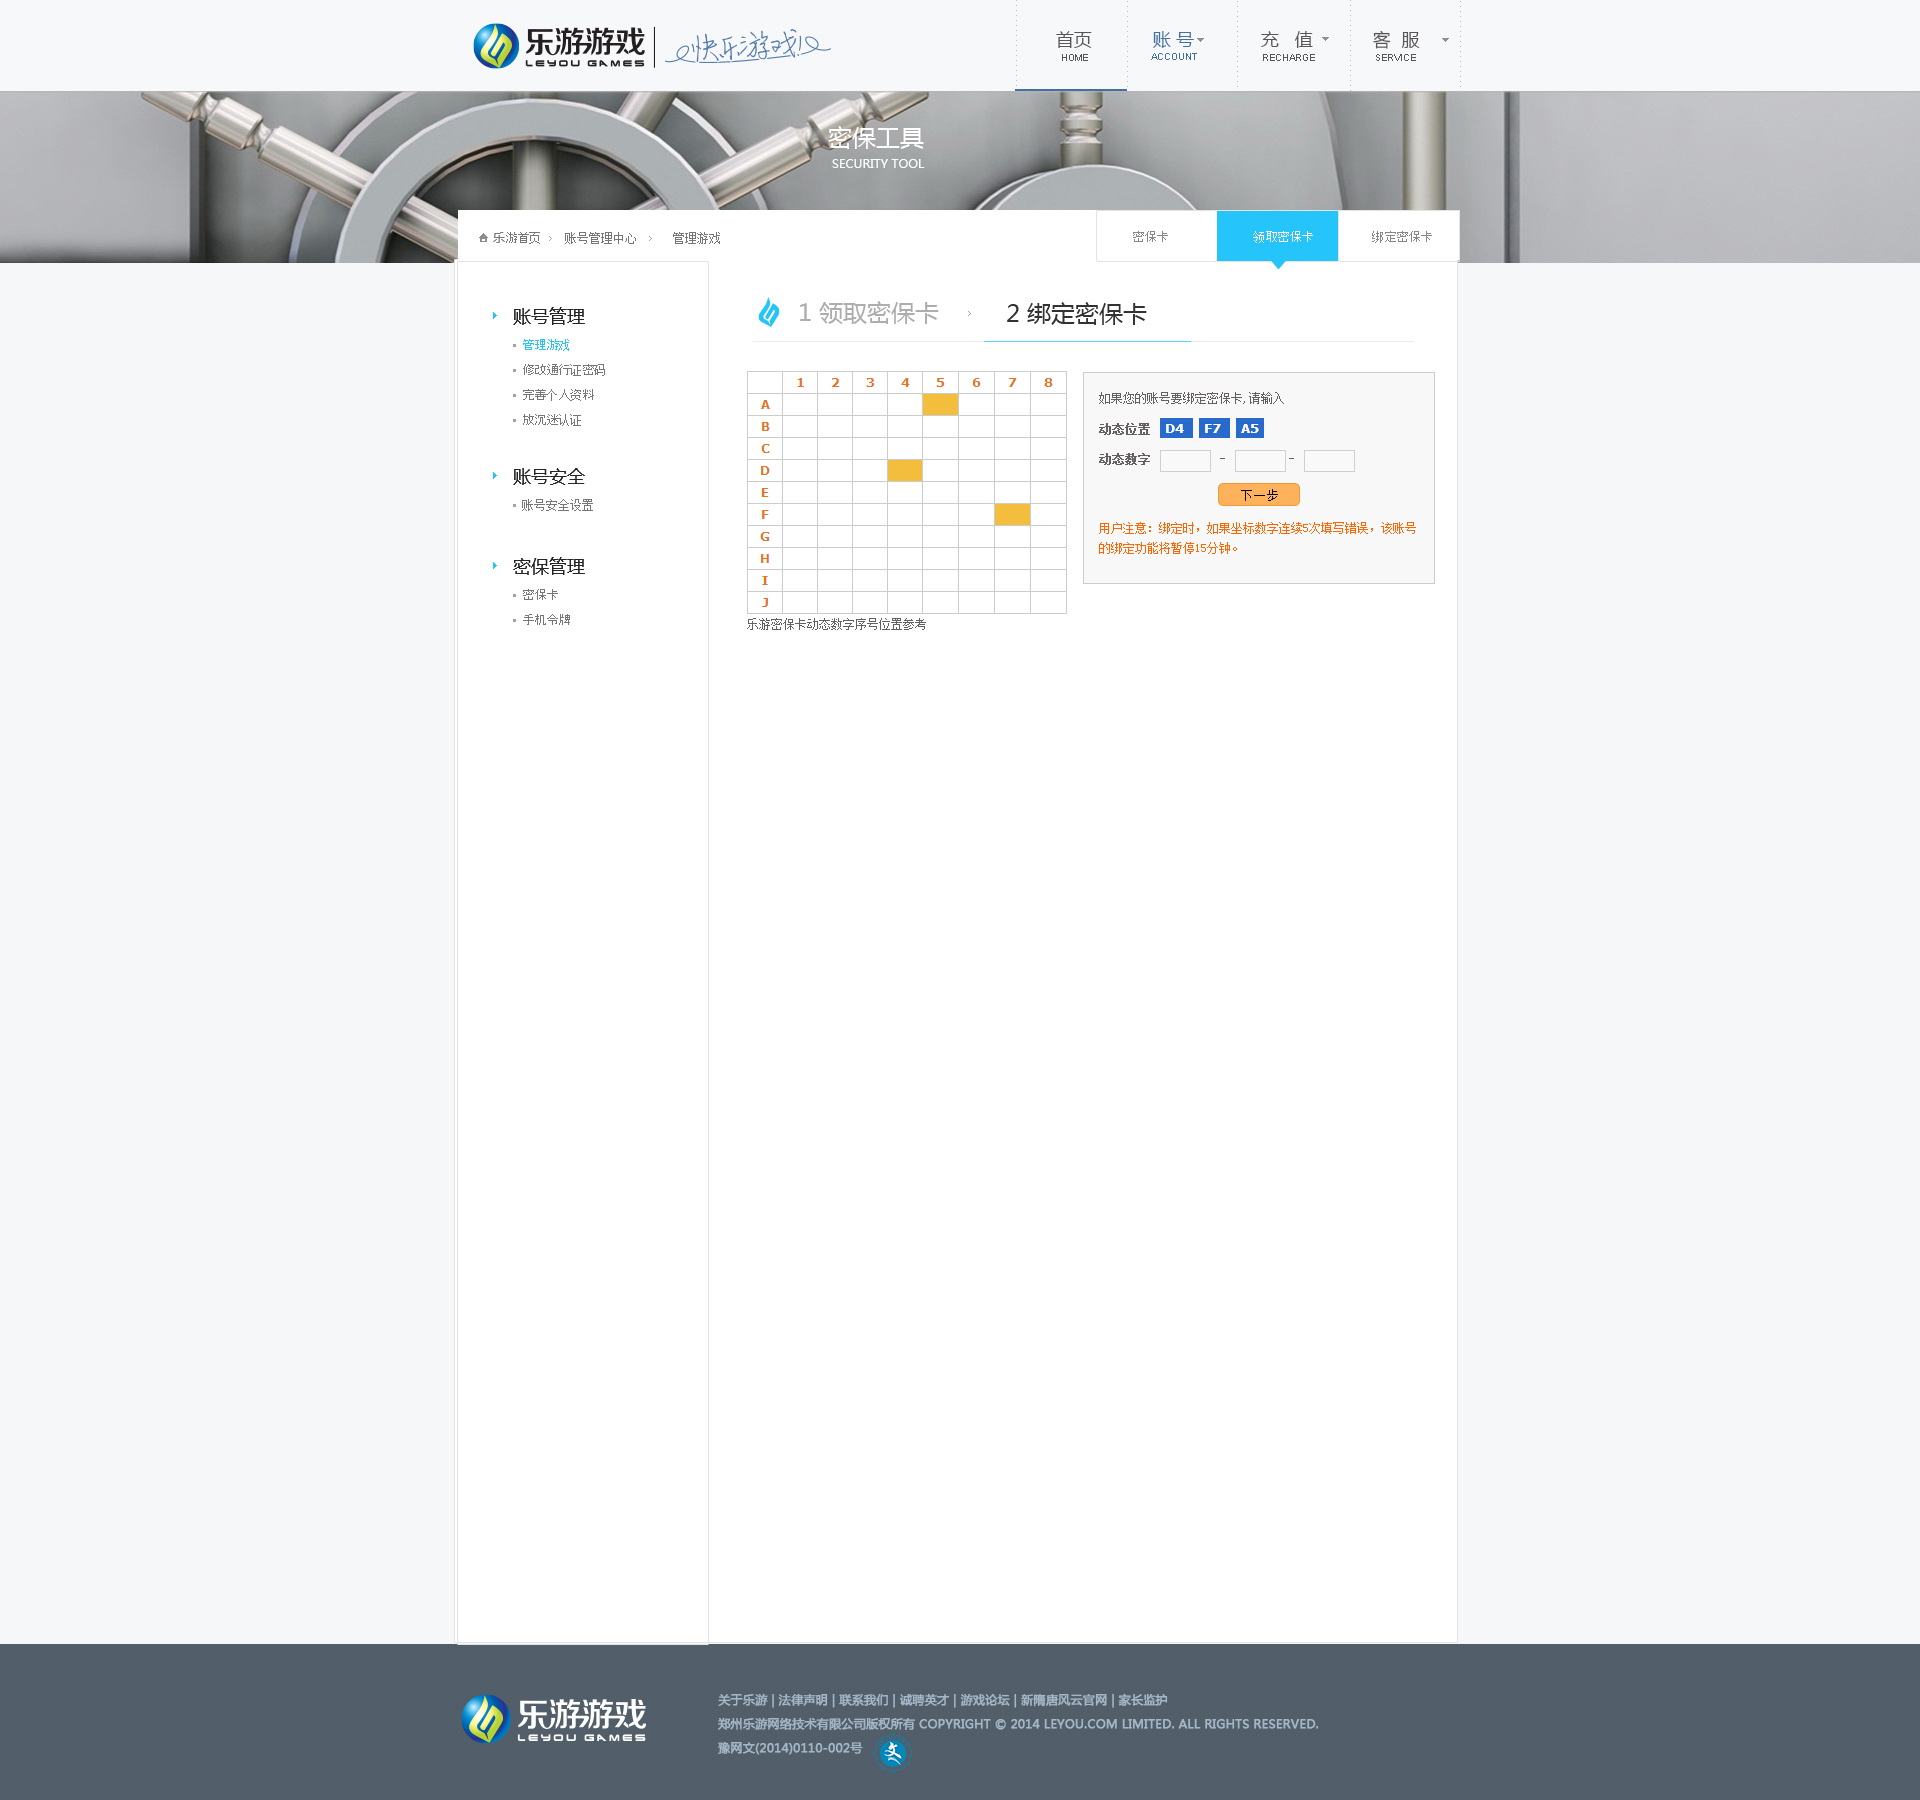 乐游游戏
LEYOU GAMES
快乐游戏
首页
HOME
账 号
ACCOUNT
充 值
RECHARGE
客 服
SERVICE
密保工具
SECURITY TOOL
乐游首页 > 账号管理中心 > 管理游戏
密保卡
领取密保卡
绑定密保卡
账号管理
管理游戏
修改通行证密码
完善个人资料
放沉迷认证
账号安全
账号安全设置
密保管理
密保卡
手机令牌
1 领取密保卡 > 2 绑定密保卡
1 2 3 4 5 6 7 8
A
B
C
D
E
F
G
H
I
J
乐游密保卡动态数字序号位置参考
如果您的账号要绑定密保卡,请输入
动态位置 D4 F7 A5
动态数字 - -
下一步
用户注意：绑定时，如果坐标数字连续5次填写错误，该账号
的绑定功能将暂停15分钟。
乐游游戏
LEYOU GAMES
关于乐游 | 法律声明 | 联系我们 | 诚聘英才 | 游戏论坛 | 新隋唐风云官网 | 家长监护
郑州乐游网络技术有限公司版权所有 COPYRIGHT © 2014 LEYOU.COM LIMITED. ALL RIGHTS RESERVED.
豫网文(2014)0110-002号